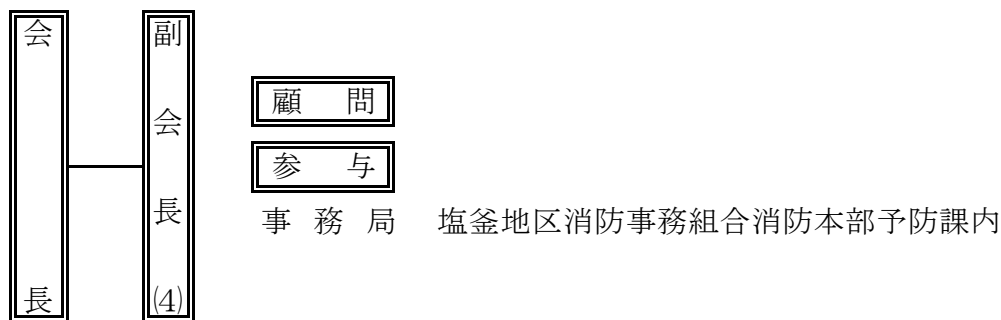 会長
副会長⑷
顧問
参与
事務局 塩釜地区消防事務組合消防本部予防課内